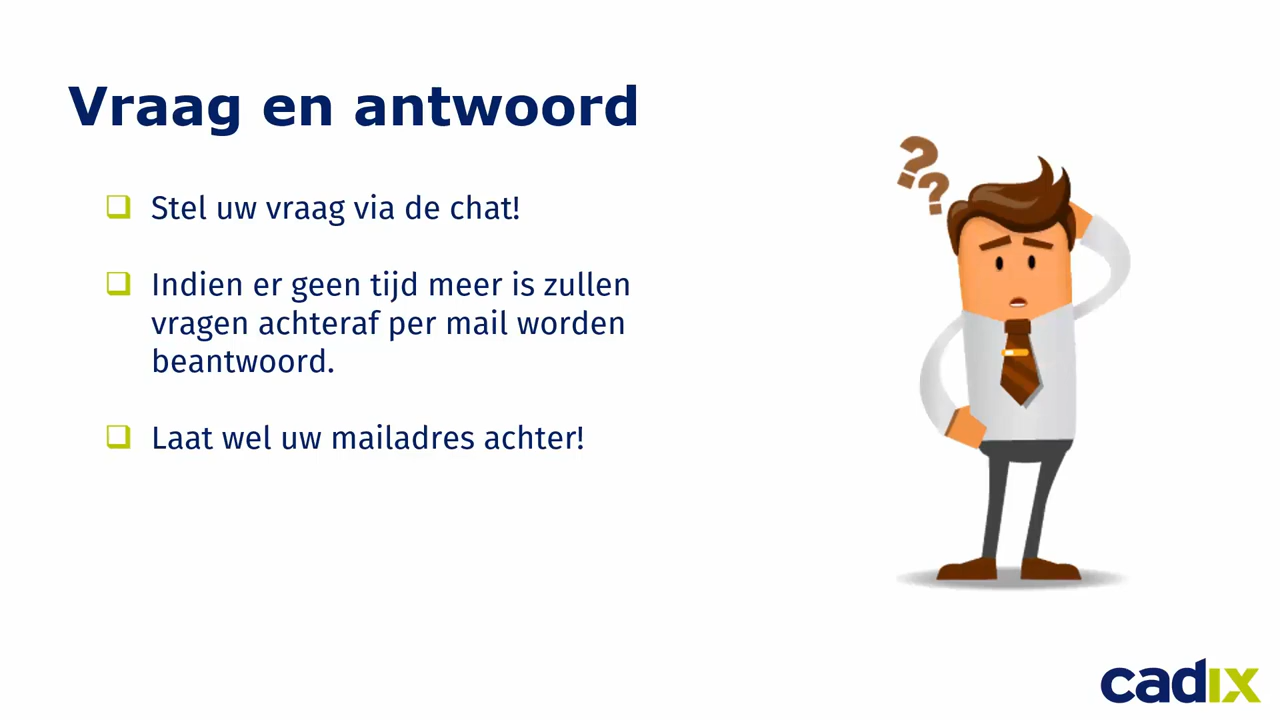 Vraag en antwoord
Stel uw vraag via de chat!
Indien er geen tijd meer is zullen
vragen achteraf per mail worden
beantwoord.
Laat wel uw mailadres achter!
??
cadix